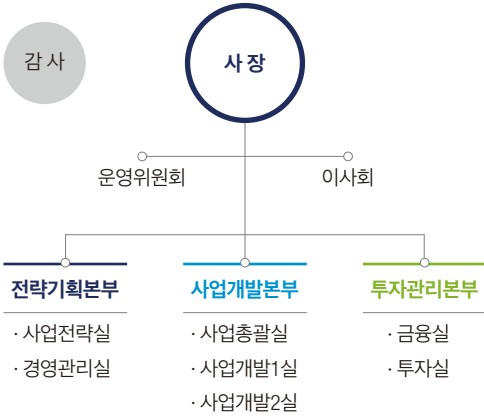 감 사
사 장
운영위원회
이사회
전략기획본부
· 사업전략실
· 경영관리실
사업개발본부
· 사업총괄실
· 사업개발1실
· 사업개발2실
투자관리본부
· 금융실
· 투자실